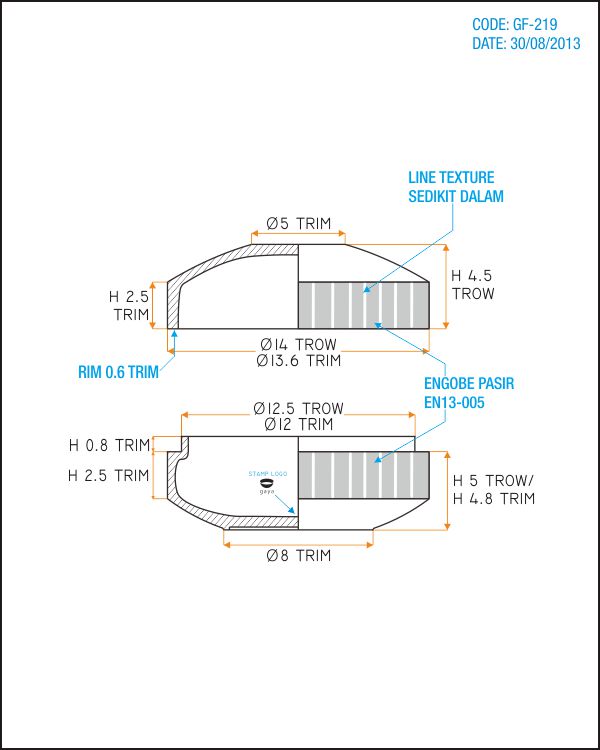 CODE: GF-219
DATE: 30/08/2013
LINE TEXTURE
SEDIKIT DALAM
Ø5 TRIM
H 2.5
TRIM
H 4.5
TROW
Ø14 TROW
Ø13.6 TRIM
RIM 0.6 TRIM
ENGOBE PASIR
EN13-005
Ø12.5 TROW
Ø12 TRIM
H 0.8 TRIM
H 2.5 TRIM
STAMP LOGO
gaya
H 5 TROW/
H 4.8 TRIM
Ø8 TRIM